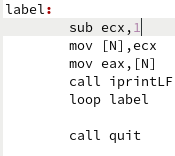 label:
sub ecx,1
mov [N],ecx
mov eax,[N]
call iprintLF
loop label
call quit